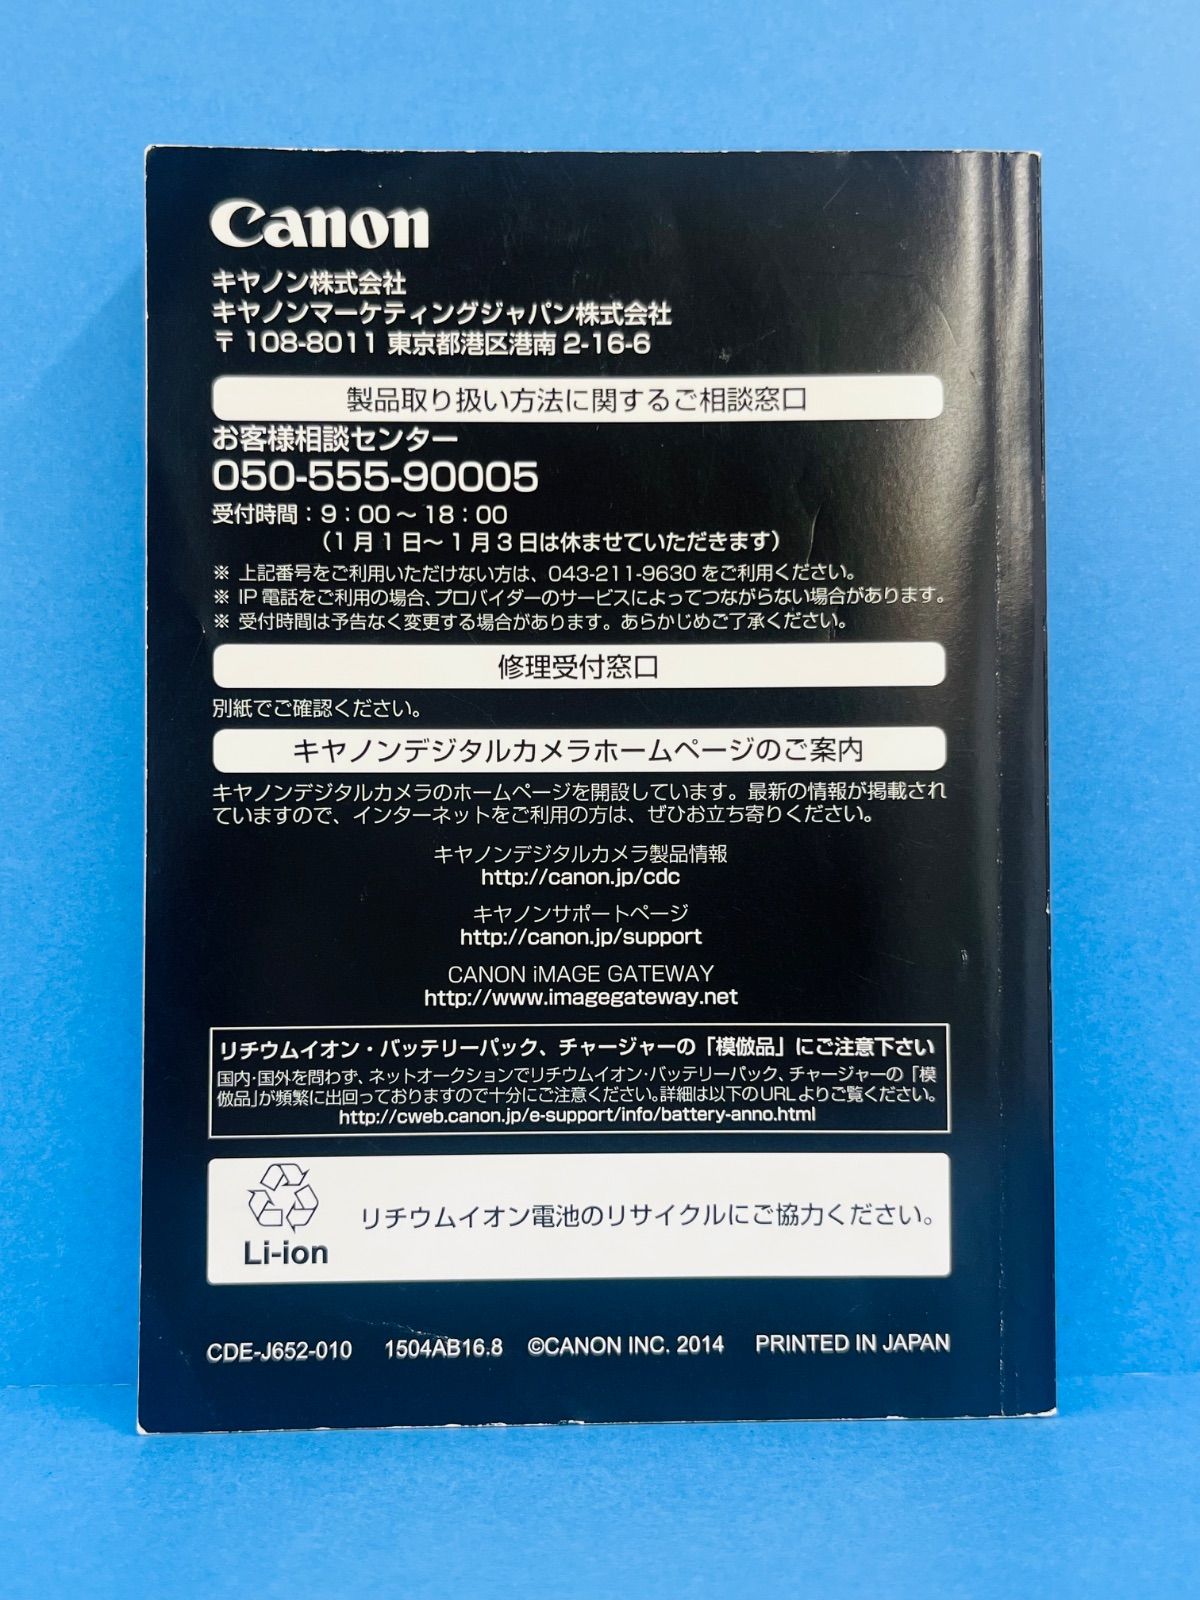 Canon
キヤノン株式会社
キヤノンマーケティングジャパン株式会社
〒 108-8011 東京都港区港南 2-16-6
製品取り扱い方法に関するご相談窓口
お客様相談センター
050-555-90005
受付時間：9：00 ～ 18：00
（1 月 1 日～ 1 月 3 日は休ませていただきます）
※ 上記番号をご利用いただけない方は、043-211-9630 をご利用ください。
※ IP 電話をご利用の場合、プロバイダーのサービスによってつながらない場合があります。
※ 受付時間は予告なく変更する場合があります。あらかじめご了承ください。
修理受付窓口
別紙でご確認ください。
キヤノンデジタルカメラホームページのご案内
キヤノンデジタルカメラのホームページを開設しています。最新の情報が掲載され
ていますので、インターネットをご利用の方は、ぜひお立ち寄りください。
キヤノンデジタルカメラ製品情報
http://canon.jp/cdc
キヤノンサポートページ
http://canon.jp/support
CANON iMAGE GATEWAY
http://www.imagegateway.net
リチウムイオン・バッテリーパック、チャージャーの「模倣品」にご注意下さい
国内・国外を問わず、ネットオークションでリチウムイオン・バッテリーパック、チャージャーの「模
倣品」が頻繁に出回っておりますので十分にご注意ください。詳細は以下のURLよりご覧ください。
http://cweb.canon.jp/e-support/info/battery-anno.html
リチウムイオン電池のリサイクルにご協力ください。
Li-ion
CDE-J652-010 1504AB16.8 ©CANON INC. 2014 PRINTED IN JAPAN